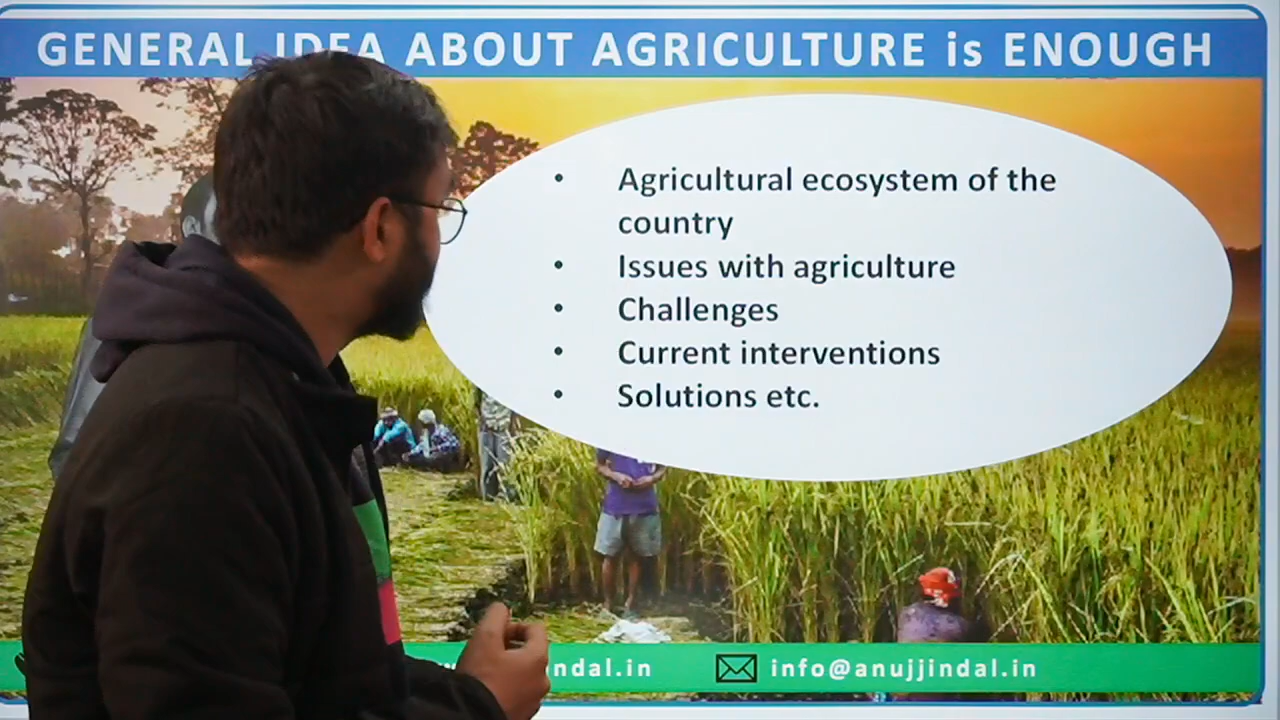 GENERAL IDEA ABOUT AGRICULTURE is ENOUGH
• Agricultural ecosystem of the
country
• Issues with agriculture
• Challenges
• Current interventions
• Solutions etc.
info@anujjindal.in